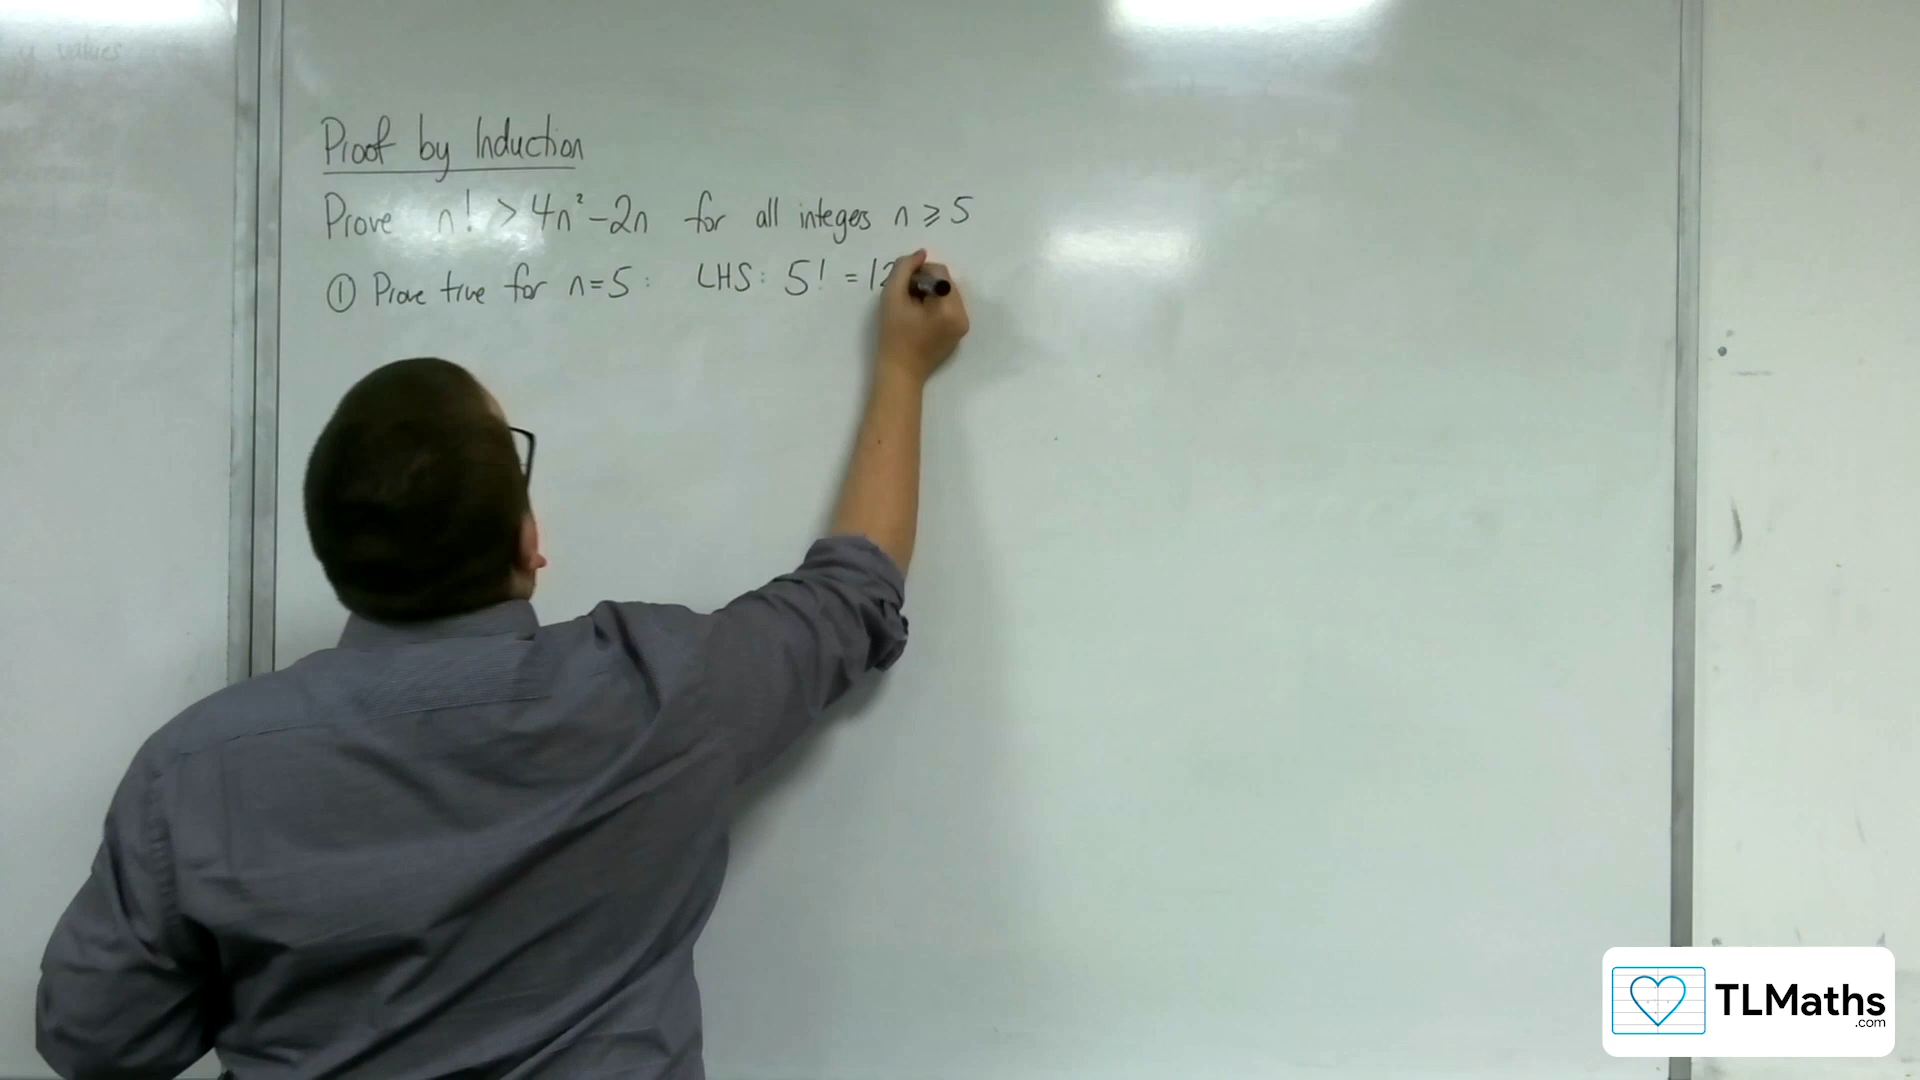 y values
Proof by Induction
Prove n! > 4n² - 2n for all integers n ⩾ 5
① Prove true for n=5: LHS: 5! = 12
TLMaths
.com